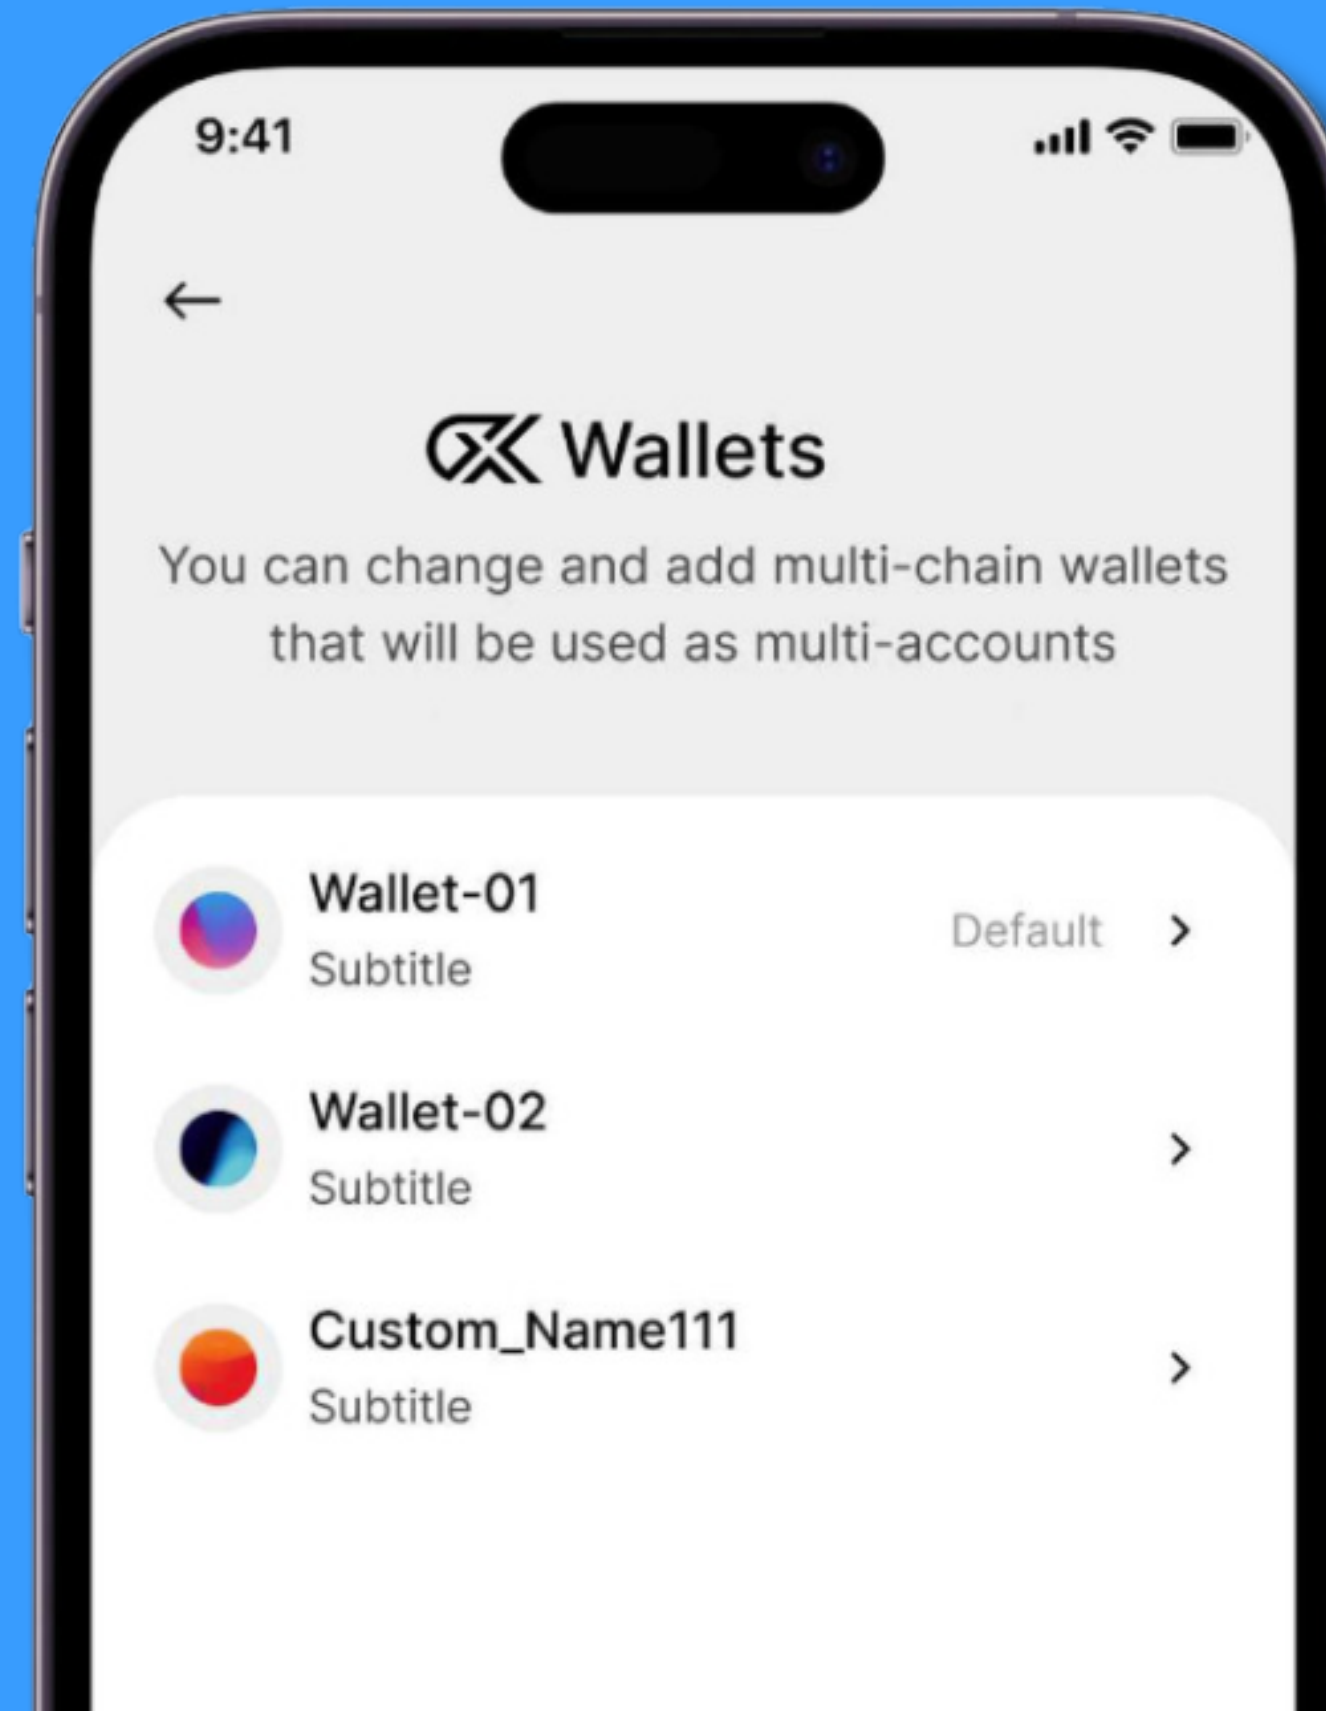 9:41
Wallets
You can change and add multi-chain wallets
that will be used as multi-accounts
Wallet-01
Default
Subtitle
Wallet-02
Subtitle
Custom_Name111
Subtitle